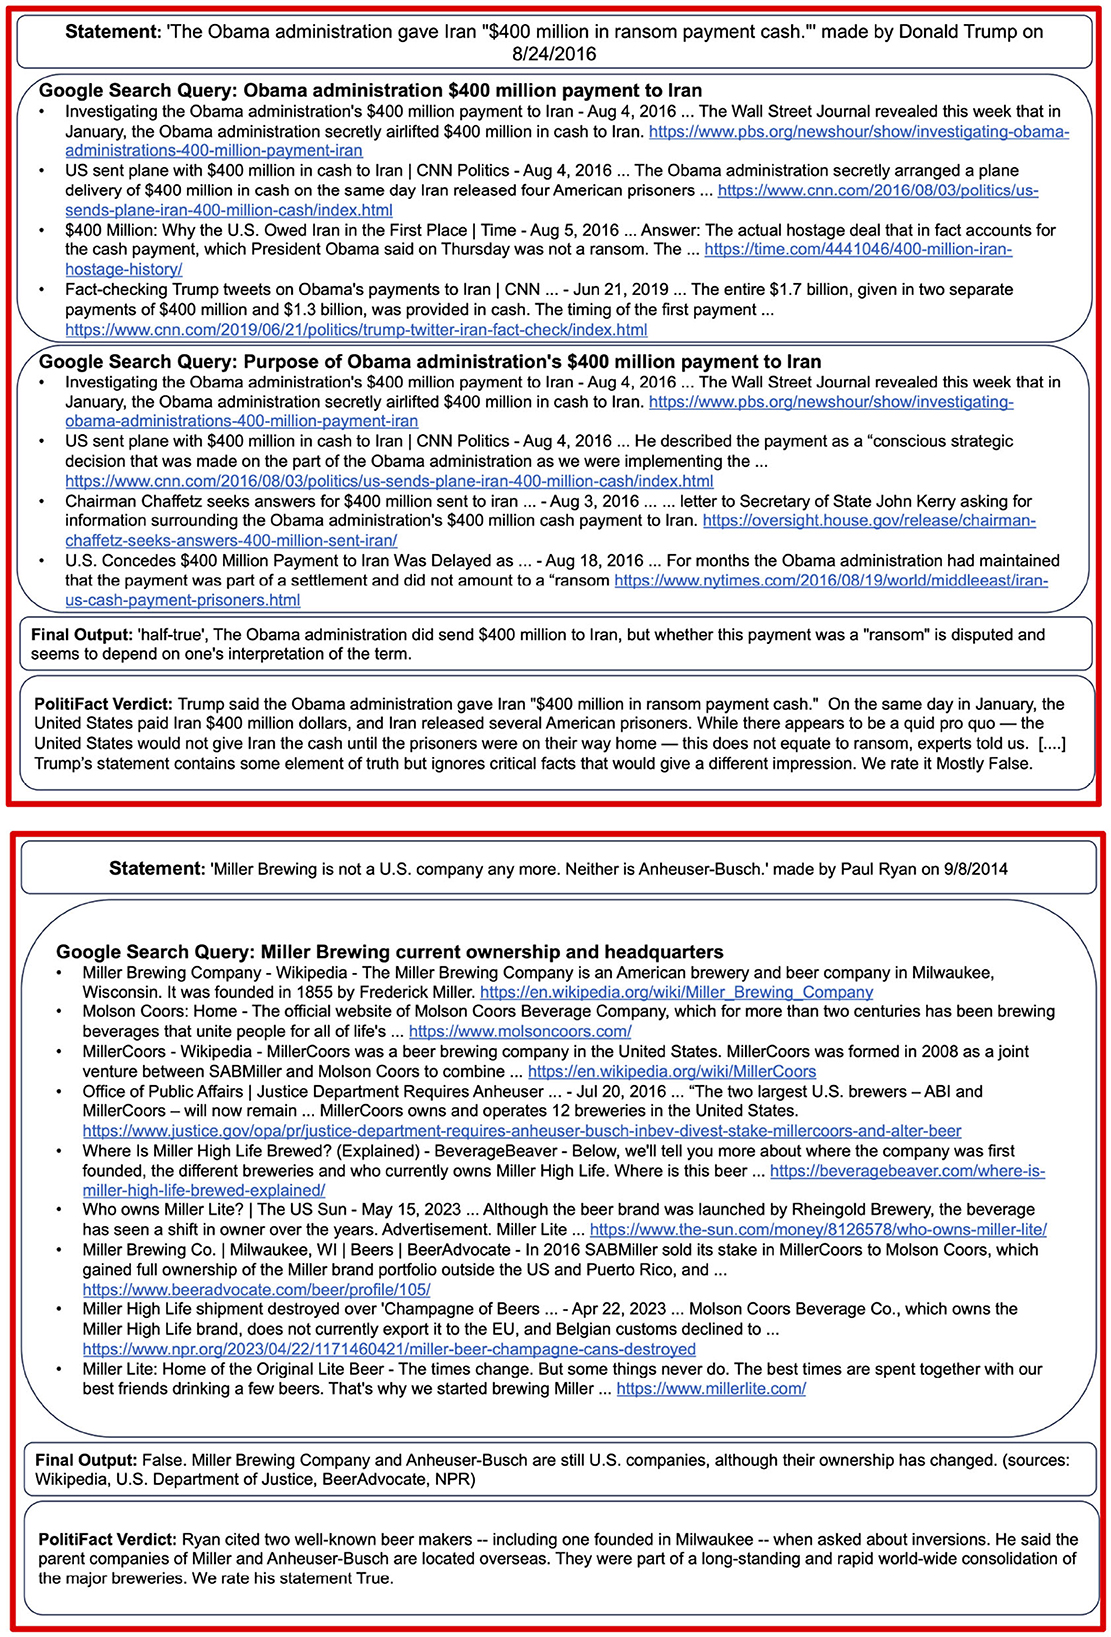 Statement: 'The Obama administration gave Iran "$400 million in ransom payment cash."' made by Donald Trump on
8/24/2016
Google Search Query: Obama administration $400 million payment to Iran
• Investigating the Obama administration's $400 million payment to Iran - Aug 4, 2016 ... The Wall Street Journal revealed this week that in
January, the Obama administration secretly airlifted $400 million in cash to Iran. https://www.pbs.org/newshour/show/investigating-obama-
administrations-400-million-payment-iran
• US sent plane with $400 million in cash to Iran | CNN Politics - Aug 4, 2016 ... The Obama administration secretly arranged a plane
delivery of $400 million in cash on the same day Iran released four American prisoners ... https://www.cnn.com/2016/08/03/politics/us-
sends-plane-iran-400-million-cash/index.html
• $400 Million: Why the U.S. Owed Iran in the First Place | Time - Aug 5, 2016 ... Answer: The actual hostage deal that in fact accounts for
the cash payment, which President Obama said on Thursday was not a ransom. The ... https://time.com/4441046/400-million-iran-
hostage-history/
• Fact-checking Trump tweets on Obama's payments to Iran | CNN ... - Jun 21, 2019 ... The entire $1.7 billion, given in two separate
payments of $400 million and $1.3 billion, was provided in cash. The timing of the first payment ...
https://www.cnn.com/2019/06/21/politics/trump-twitter-iran-fact-check/index.html
Google Search Query: Purpose of Obama administration's $400 million payment to Iran
• Investigating the Obama administration's $400 million payment to Iran - Aug 4, 2016 ... The Wall Street Journal revealed this week that in
January, the Obama administration secretly airlifted $400 million in cash to Iran. https://www.pbs.org/newshour/show/investigating-
obama-administrations-400-million-payment-iran
• US sent plane with $400 million in cash to Iran | CNN Politics - Aug 4, 2016 ... He described the payment as a “conscious strategic
decision that was made on the part of the Obama administration as we were implementing the ...
https://www.cnn.com/2016/08/03/politics/us-sends-plane-iran-400-million-cash/index.html
• Chairman Chaffetz seeks answers for $400 million sent to iran ... - Aug 3, 2016 ... ... letter to Secretary of State John Kerry asking for
information surrounding the Obama administration's $400 million cash payment to Iran. https://oversight.house.gov/release/chairman-
chaffetz-seeks-answers-400-million-sent-iran/
• U.S. Concedes $400 Million Payment to Iran Was Delayed as ... - Aug 18, 2016 ... For months the Obama administration had maintained
that the payment was part of a settlement and did not amount to a “ransom https://www.nytimes.com/2016/08/19/world/middleeast/iran-
us-cash-payment-prisoners.html
Final Output: 'half-true', The Obama administration did send $400 million to Iran, but whether this payment was a "ransom" is disputed and
seems to depend on one's interpretation of the term.
PolitiFact Verdict: Trump said the Obama administration gave Iran "$400 million in ransom payment cash." On the same day in January, the
United States paid Iran $400 million dollars, and Iran released several American prisoners. While there appears to be a quid pro quo — the
United States would not give Iran the cash until the prisoners were on their way home — this does not equate to ransom, experts told us. [....]
Trump’s statement contains some element of truth but ignores critical facts that would give a different impression. We rate it Mostly False.
Statement: 'Miller Brewing is not a U.S. company any more. Neither is Anheuser-Busch.' made by Paul Ryan on 9/8/2014
Google Search Query: Miller Brewing current ownership and headquarters
• Miller Brewing Company - Wikipedia - The Miller Brewing Company is an American brewery and beer company in Milwaukee,
Wisconsin. It was founded in 1855 by Frederick Miller. https://en.wikipedia.org/wiki/Miller_Brewing_Company
• Molson Coors: Home - The official website of Molson Coors Beverage Company, which for more than two centuries has been brewing
beverages that unite people for all of life's ... https://www.molsoncoors.com/
• MillerCoors - Wikipedia - MillerCoors was a beer brewing company in the United States. MillerCoors was formed in 2008 as a joint
venture between SABMiller and Molson Coors to combine ... https://en.wikipedia.org/wiki/MillerCoors
• Office of Public Affairs | Justice Department Requires Anheuser ... - Jul 20, 2016 ... “The two largest U.S. brewers – ABI and
MillerCoors – will now remain ... MillerCoors owns and operates 12 breweries in the United States.
https://www.justice.gov/opa/pr/justice-department-requires-anheuser-busch-inbev-divest-stake-millercoors-and-alter-beer
• Where Is Miller High Life Brewed? (Explained) - BeverageBeaver - Below, we'll tell you more about where the company was first
founded, the different breweries and who currently owns Miller High Life. Where is this beer ... https://beveragebeaver.com/where-is-
miller-high-life-brewed-explained/
• Who owns Miller Lite? | The US Sun - May 15, 2023 ... Although the beer brand was launched by Rheingold Brewery, the beverage
has seen a shift in owner over the years. Advertisement. Miller Lite ... https://www.the-sun.com/money/8126578/who-owns-miller-lite/
• Miller Brewing Co. | Milwaukee, WI | Beers | BeerAdvocate - In 2016 SABMiller sold its stake in MillerCoors to Molson Coors, which
gained full ownership of the Miller brand portfolio outside the US and Puerto Rico, and ...
https://www.beeradvocate.com/beer/profile/105/
• Miller High Life shipment destroyed over 'Champagne of Beers ... - Apr 22, 2023 ... Molson Coors Beverage Co., which owns the
Miller High Life brand, does not currently export it to the EU, and Belgian customs declined to ...
https://www.npr.org/2023/04/22/1171460421/miller-beer-champagne-cans-destroyed
• Miller Lite: Home of the Original Lite Beer - The times change. But some things never do. The best times are spent together with our
best friends drinking a few beers. That's why we started brewing Miller ... https://www.millerlite.com/
Final Output: False. Miller Brewing Company and Anheuser-Busch are still U.S. companies, although their ownership has changed. (sources:
Wikipedia, U.S. Department of Justice, BeerAdvocate, NPR)
PolitiFact Verdict: Ryan cited two well-known beer makers -- including one founded in Milwaukee -- when asked about inversions. He said the
parent companies of Miller and Anheuser-Busch are located overseas. They were part of a long-standing and rapid world-wide consolidation of
the major breweries. We rate his statement True.